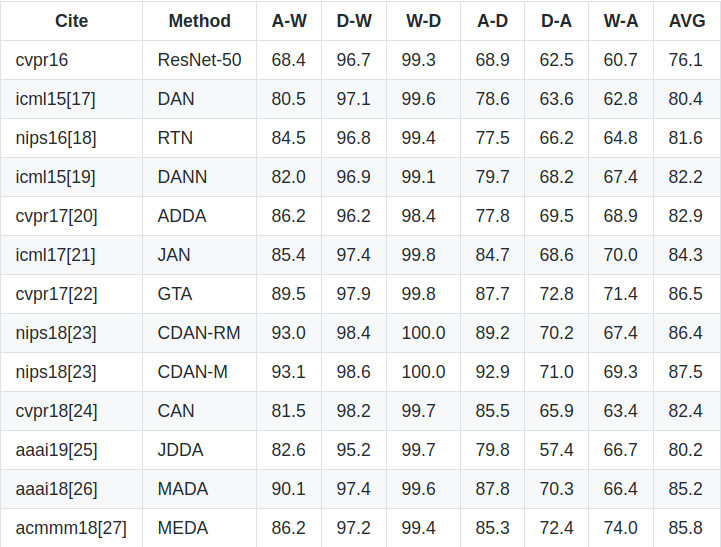 Cite Method A-W D-W W-D A-D D-A W-A AVG
cvpr16 ResNet-50 68.4 96.7 99.3 68.9 62.5 60.7 76.1
icml15[17] DAN 80.5 97.1 99.6 78.6 63.6 62.8 80.4
nips16[18] RTN 84.5 96.8 99.4 77.5 66.2 64.8 81.6
icml15[19] DANN 82.0 96.9 99.1 79.7 68.2 67.4 82.2
cvpr17[20] ADDA 86.2 96.2 98.4 77.8 69.5 68.9 82.9
icml17[21] JAN 85.4 97.4 99.8 84.7 68.6 70.0 84.3
cvpr17[22] GTA 89.5 97.9 99.8 87.7 72.8 71.4 86.5
nips18[23] CDAN-RM 93.0 98.4 100.0 89.2 70.2 67.4 86.4
nips18[23] CDAN-M 93.1 98.6 100.0 92.9 71.0 69.3 87.5
cvpr18[24] CAN 81.5 98.2 99.7 85.5 65.9 63.4 82.4
aaai19[25] JDDA 82.6 95.2 99.7 79.8 57.4 66.7 80.2
aaai18[26] MADA 90.1 97.4 99.6 87.8 70.3 66.4 85.2
acmmm18[27] MEDA 86.2 97.2 99.4 85.3 72.4 74.0 85.8